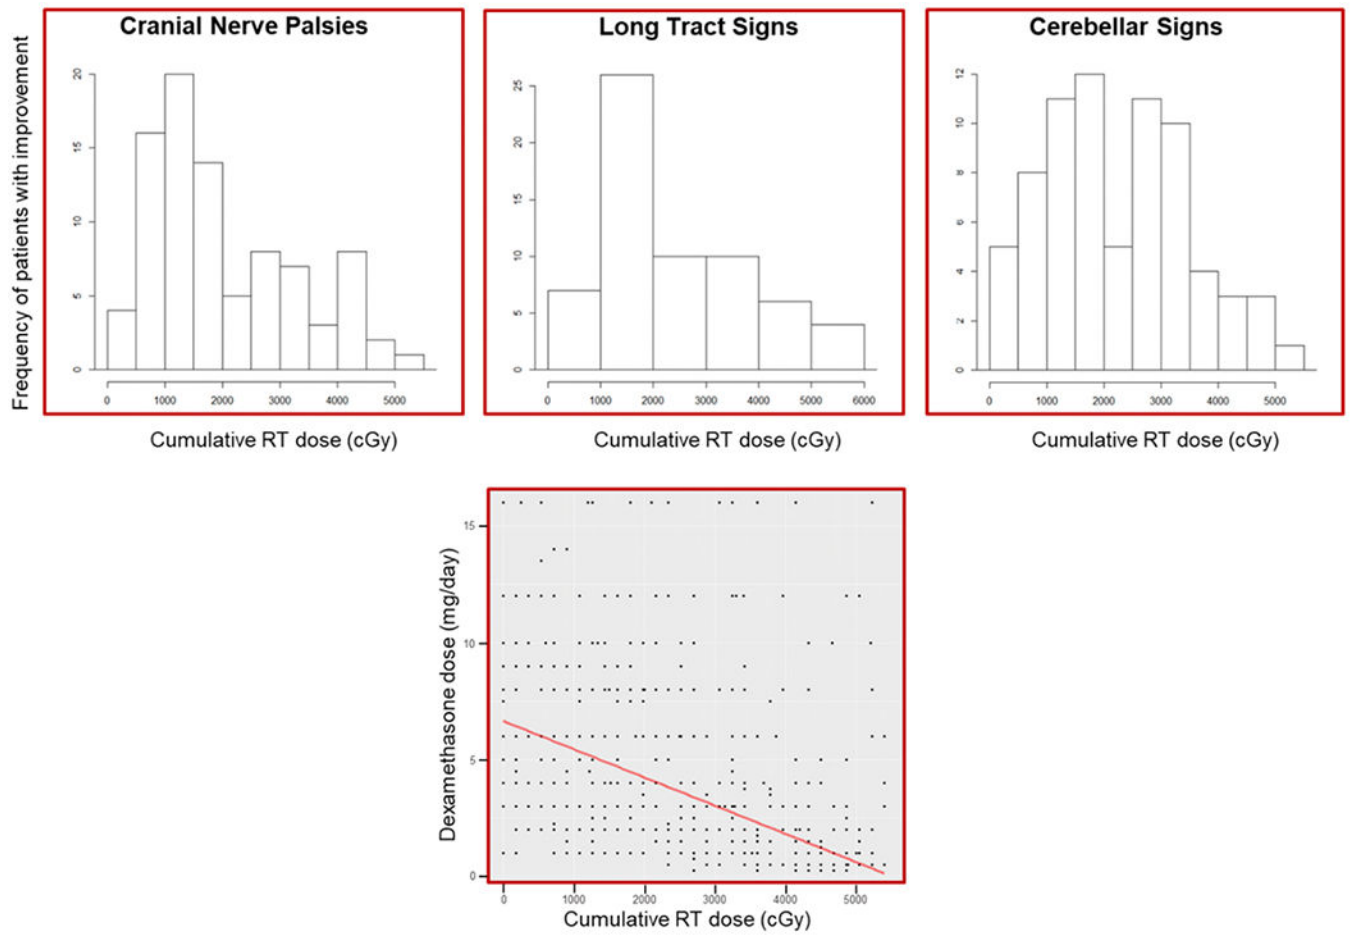 Cranial Nerve Palsies
Long Tract Signs
Cerebellar Signs
Frequency of patients with improvement
20
15
10
5
0
0 1000 2000 3000 4000 5000
25
20
15
10
5
0
0 1000 2000 3000 4000 5000 6000
12
10
8
6
4
2
0
0 1000 2000 3000 4000 5000
Cumulative RT dose (cGy)
Cumulative RT dose (cGy)
Cumulative RT dose (cGy)
Dexamethasone dose (mg/day)
15
10
5
0
0 1000 2000 3000 4000 5000
Cumulative RT dose (cGy)